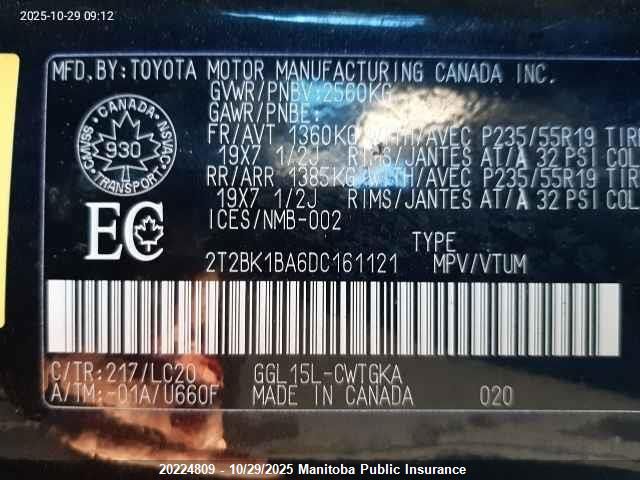 2025-10-29 09:12
MFD.BY:TOYOTA MOTOR MANUFACTURING CANADA INC.
GVWR/PNBV:2560KG
GAWR/PNBE:
FR/AVT 1360KG WITH/AVEC P235/55R19 TIR
19X7 1/2J RIMS/JANTES AT/À 32 PSI COL
RR/ARR 1385KG WITH/AVEC P235/55R19 TIR
19X7 1/2J RIMS/JANTES AT/À 32 PSI COL
ICES/NMB-002
CANADA
CMVSS
930
NSVAC
TRANSPORT
EC
TYPE
2T2BK1BA6DC161121 MPV/VTUM
C/TR:217/LC20 GGL15L-CWTGKA
A/TM:-01A/U660F MADE IN CANADA 020
20224809 - 10/29/2025 Manitoba Public Insurance